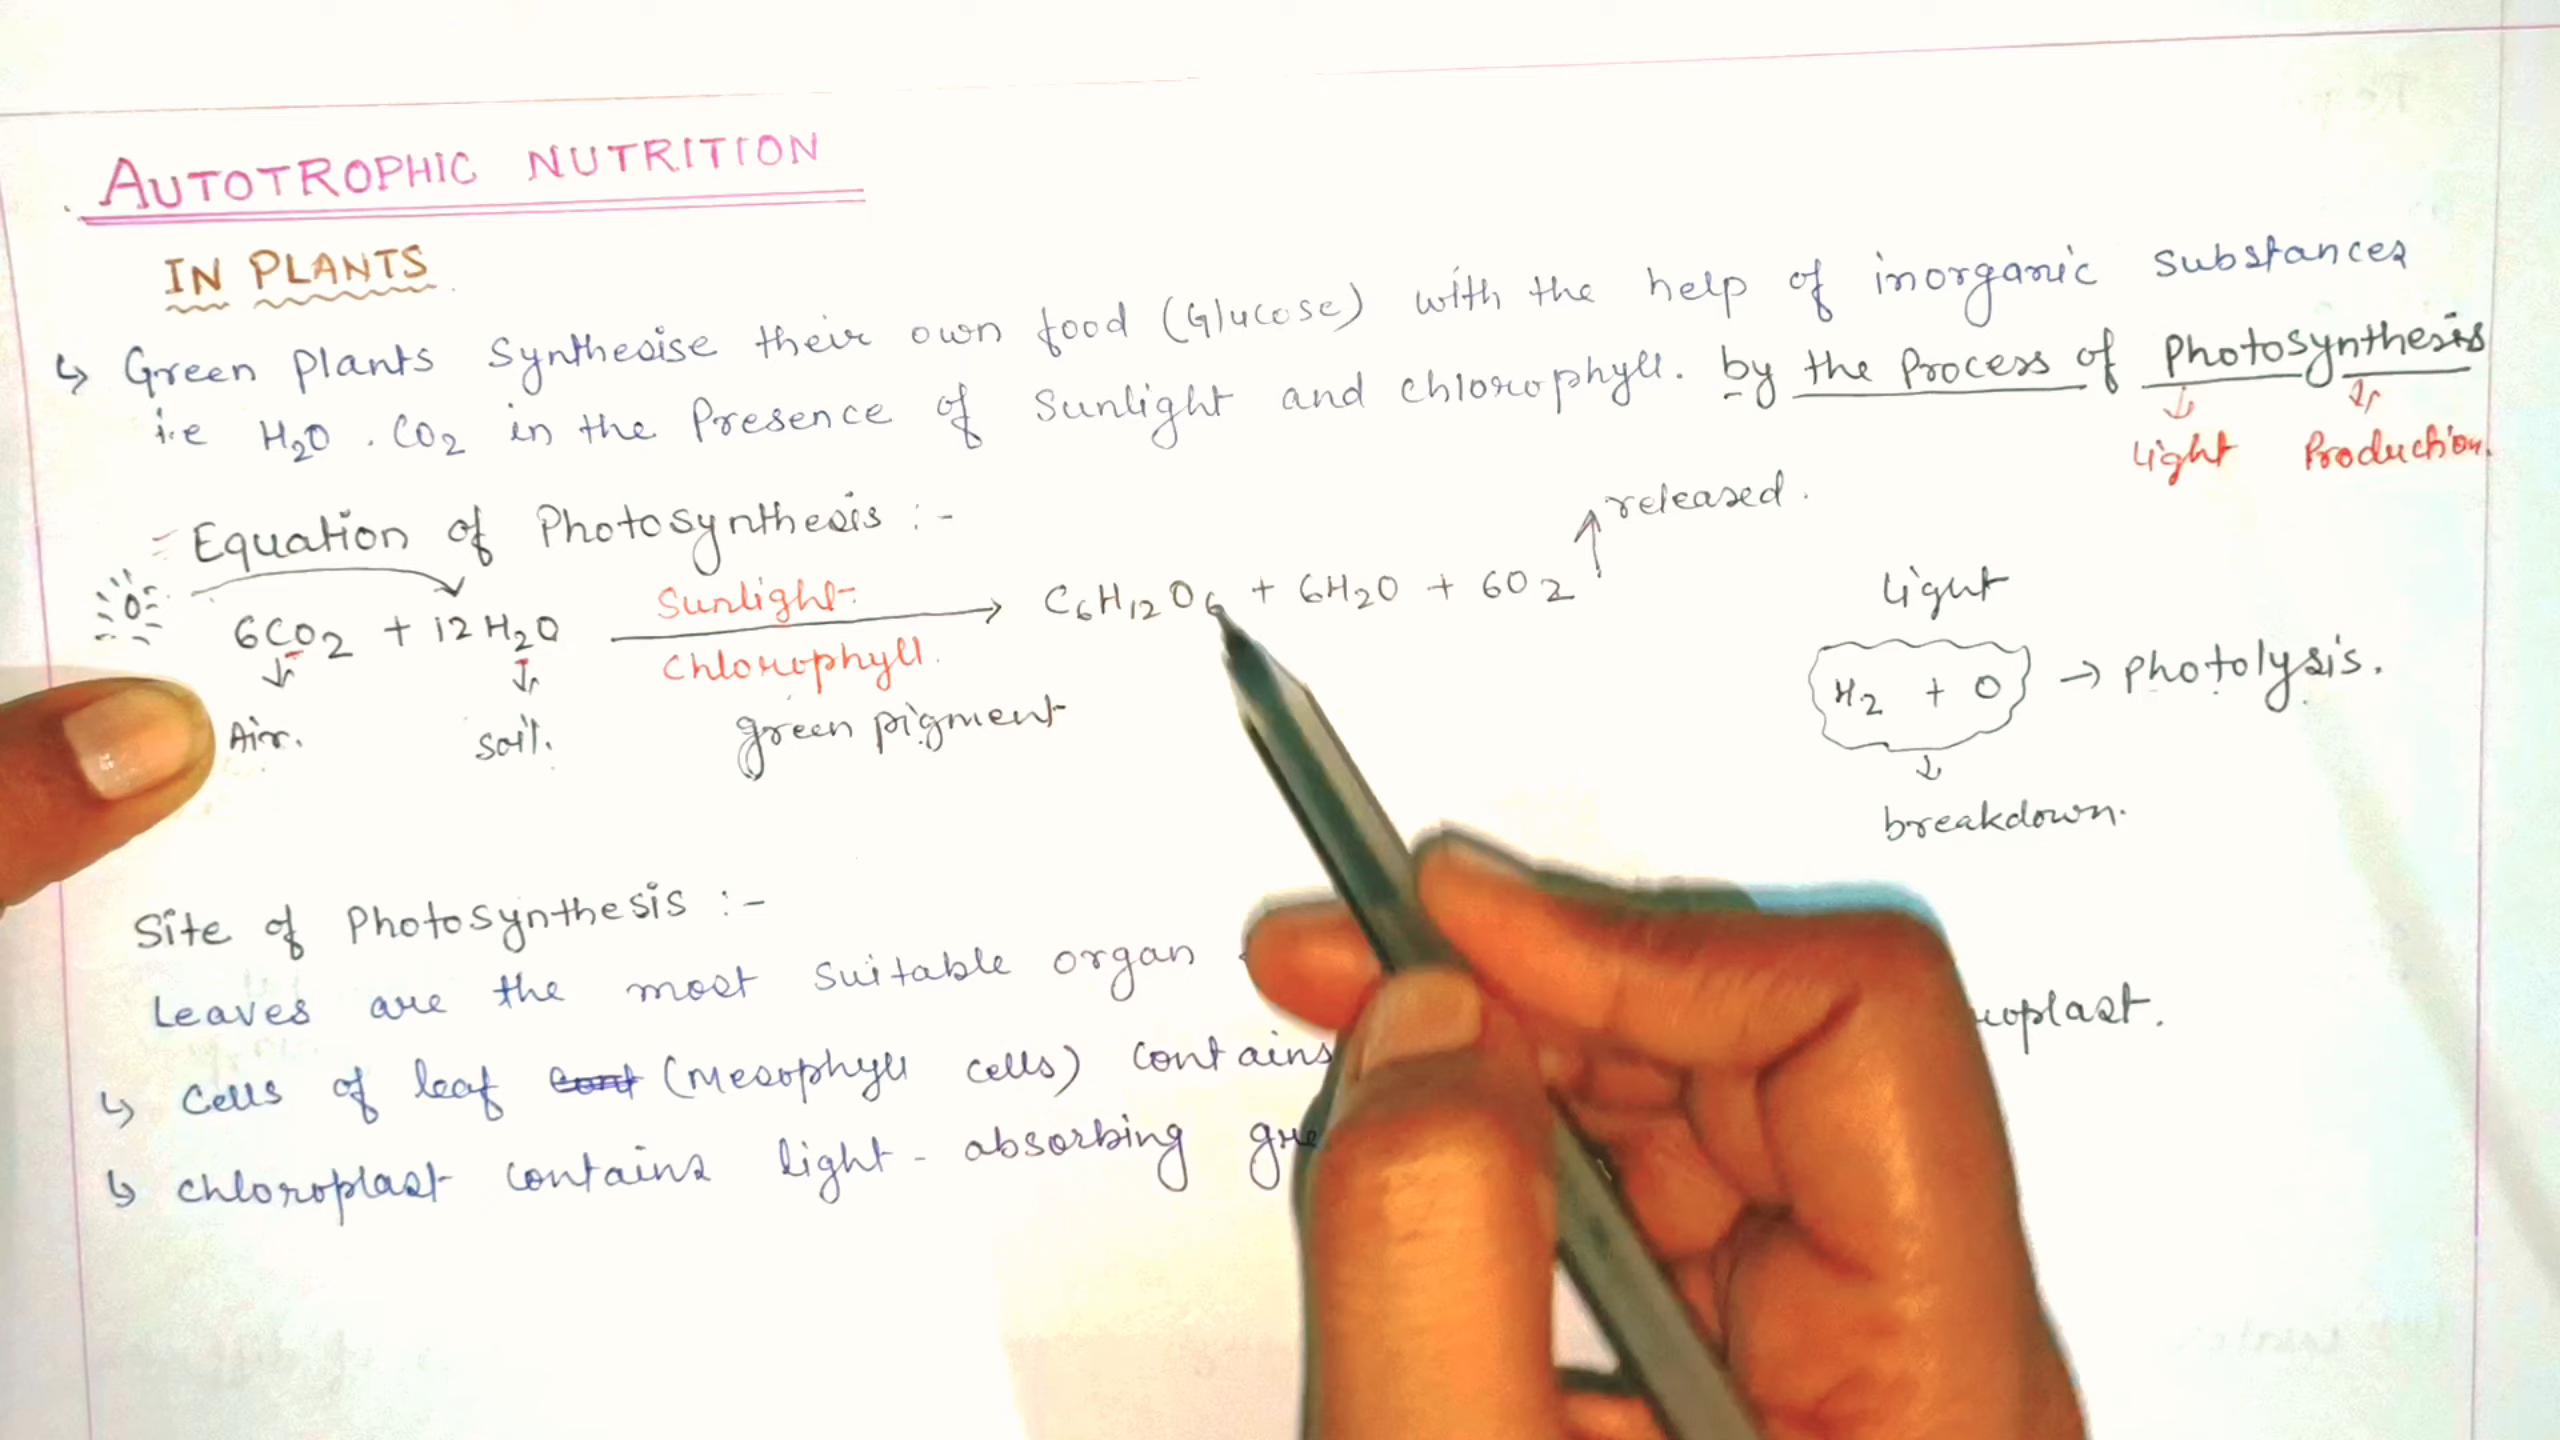 AUTOTROPHIC NUTRITION
IN PLANTS
↳ Green plants synthesise their own food (Glucose) with the help of inorganic substances
i.e H₂O . CO₂ in the Presence of Sunlight and chlorophyll. by the Process of Photosynthesis
Light Production.
Equation of Photosynthesis :-
released.
6CO₂ + 12H₂O Sunlight → C₆H₁₂O₆ + 6H₂O + 6O₂
Chlorophyll.
Air. Soil. green pigment
Light
H₂ + O → Photolysis.
breakdown.
Site of Photosynthesis :-
Leaves are the most suitable organ
↳ Cells of leaf (Mesophyll cells) contains
↳ chloroplast contains light - absorbing